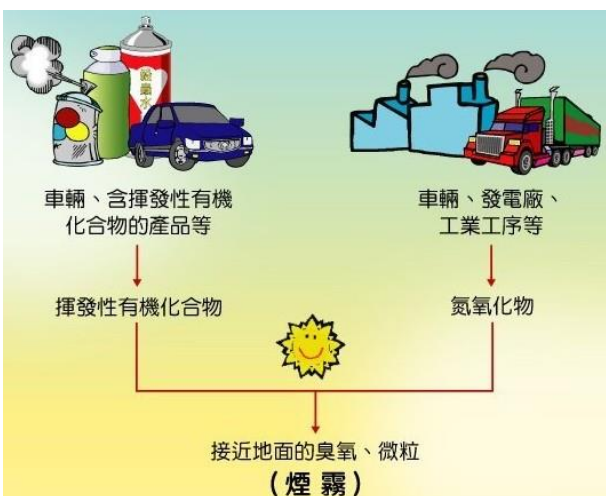 殺蟲水
車輛、含揮發性有機
化合物的產品等
車輛、發電廠、
工業工序等
揮發性有機化合物
氮氧化物
接近地面的臭氧、微粒
(煙霧)